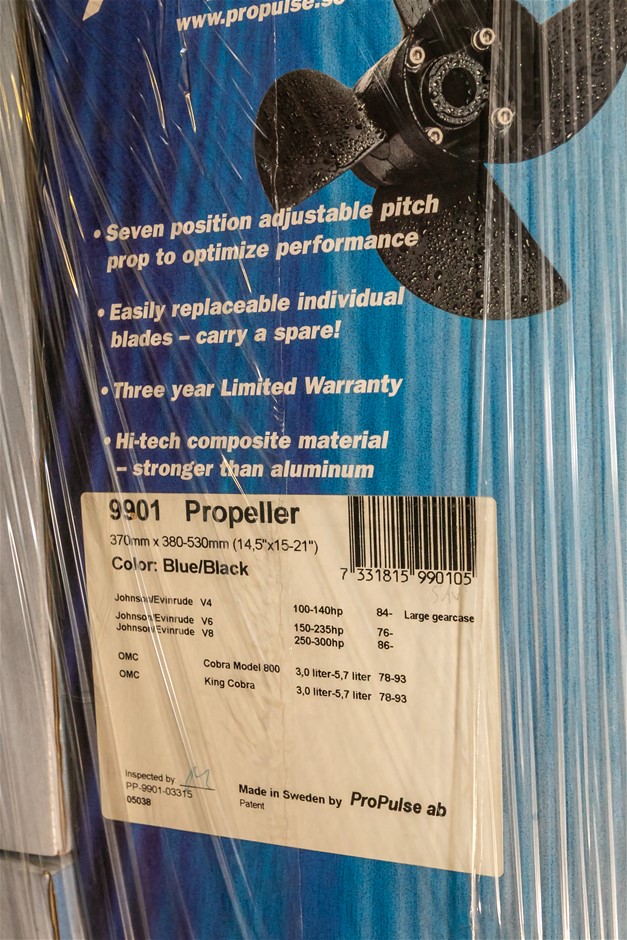 www.propulse.se
• Seven position adjustable pitch
prop to optimize performance
• Easily replaceable individual
blades – carry a spare!
• Three year Limited Warranty
• Hi-tech composite material
– stronger than aluminum
9901 Propeller
370mm x 380-530mm (14,5"x15-21")
Color: Blue/Black
7 331815 990105
Johnson/Evinrude V4 100-140hp 84- Large gearcase
Johnson/Evinrude V6 150-235hp 76-
Johnson/Evinrude V8 250-300hp 86-
OMC Cobra Model 800 3,0 liter-5,7 liter 78-93
OMC King Cobra 3,0 liter-5,7 liter 78-93
Inspected by
PP-9901-03315
05038
Made in Sweden by ProPulse ab
Patent